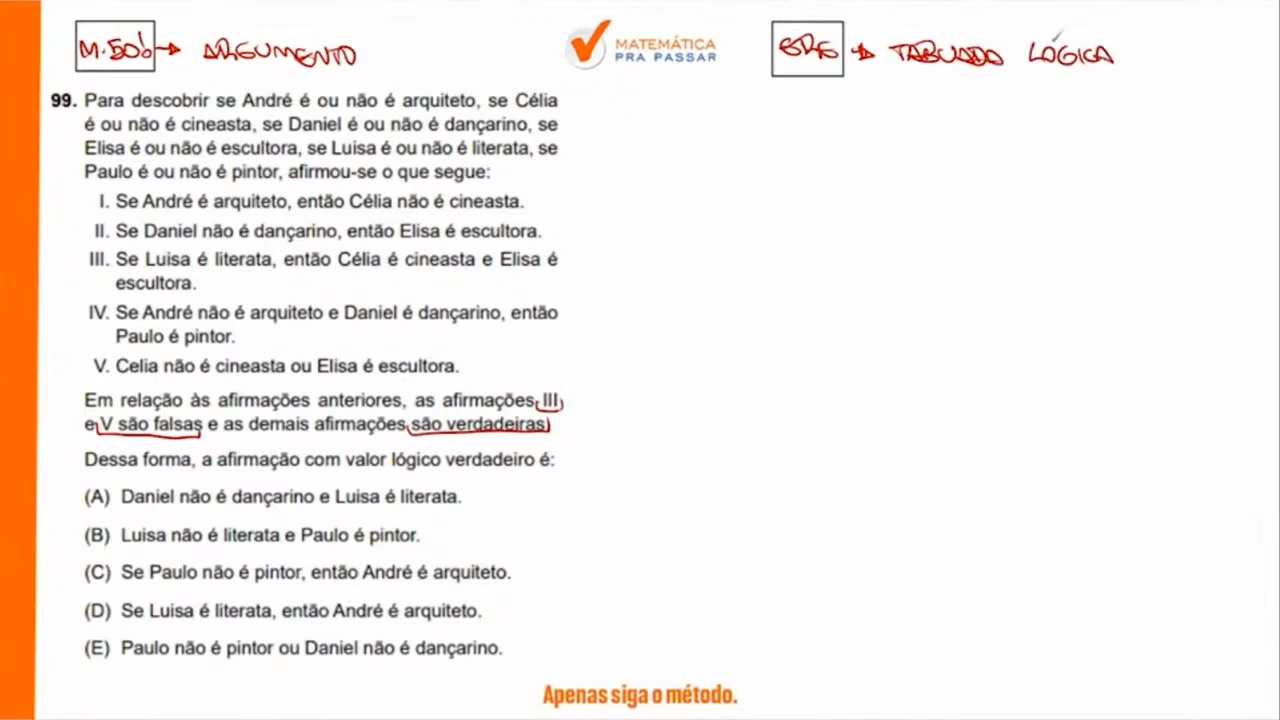 M.50% → ARGUMENTO
MATEMÁTICA
PRA PASSAR
→ TABUADA LÓGICA
99. Para descobrir se André é ou não é arquiteto, se Célia
é ou não é cineasta, se Daniel é ou não é dançarino, se
Elisa é ou não é escultora, se Luisa é ou não é literata, se
Paulo é ou não é pintor, afirmou-se o que segue:
I. Se André é arquiteto, então Célia não é cineasta.
II. Se Daniel não é dançarino, então Elisa é escultora.
III. Se Luisa é literata, então Célia é cineasta e Elisa é
escultora.
IV. Se André não é arquiteto e Daniel é dançarino, então
Paulo é pintor.
V. Celia não é cineasta ou Elisa é escultora.
Em relação às afirmações anteriores, as afirmações III
e V são falsas e as demais afirmações são verdadeiras.
Dessa forma, a afirmação com valor lógico verdadeiro é:
(A) Daniel não é dançarino e Luisa é literata.
(B) Luisa não é literata e Paulo é pintor.
(C) Se Paulo não é pintor, então André é arquiteto.
(D) Se Luisa é literata, então André é arquiteto.
(E) Paulo não é pintor ou Daniel não é dançarino.
Apenas siga o método.